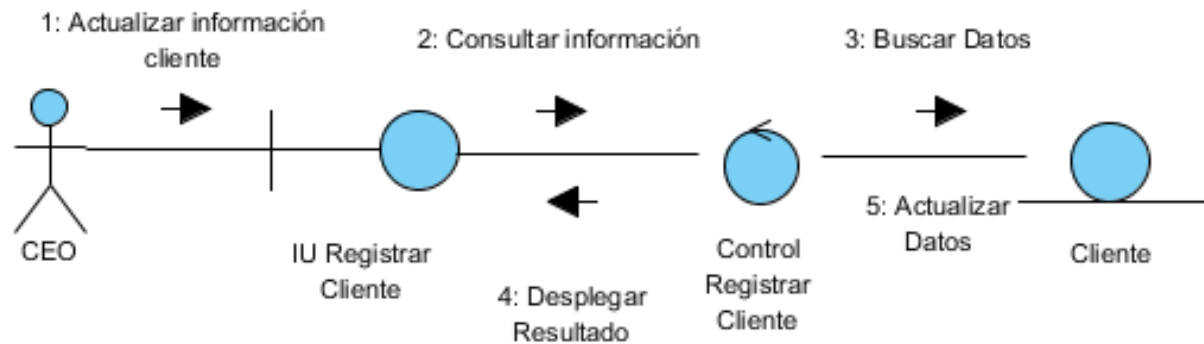 1: Actualizar información
cliente
2: Consultar información
3: Buscar Datos
CEO
IU Registrar
Cliente
4: Desplegar
Resultado
Control
Registrar
Cliente
5: Actualizar
Datos
Cliente